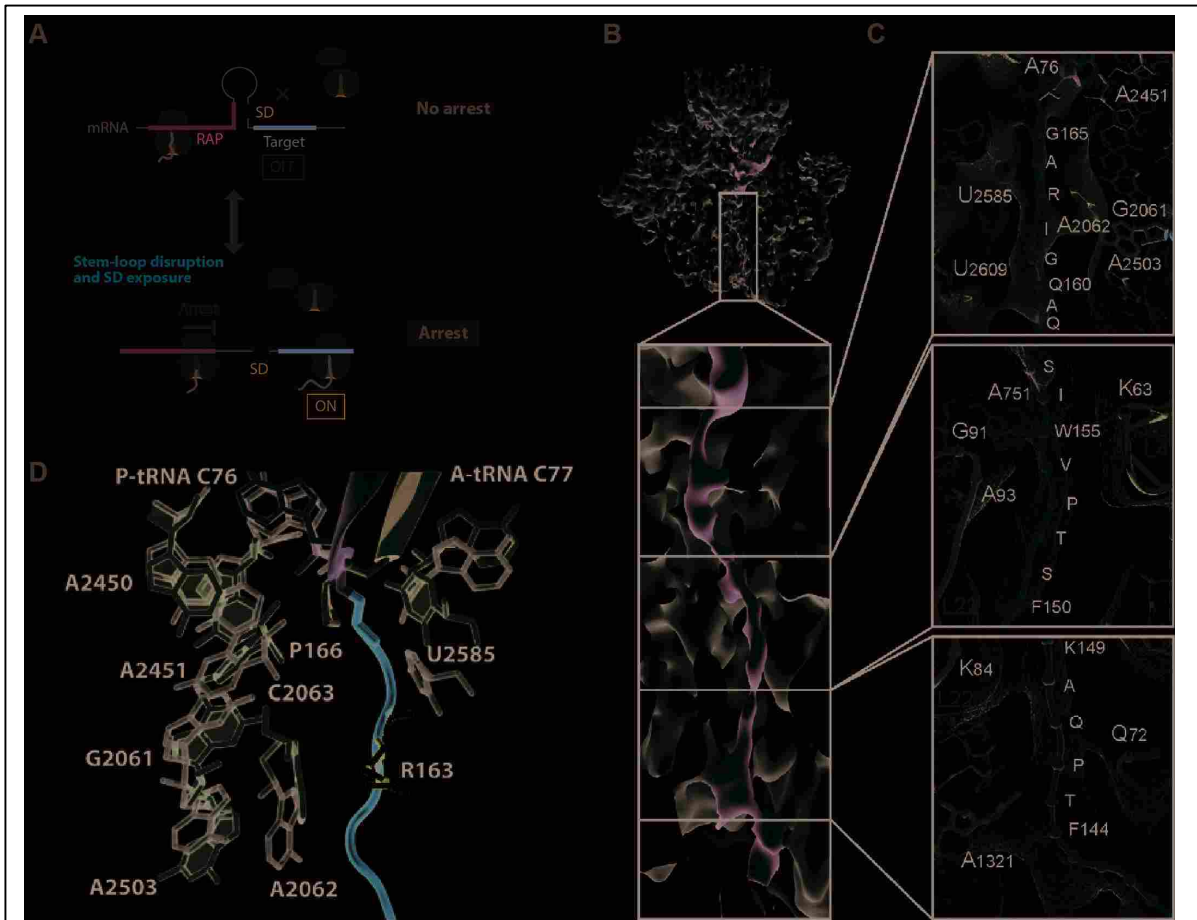 A
SD
No arrest
mRNA
RAP
Target
OFF
Stem-loop disruption
and SD exposure
Arrest
Arrest
SD
ON
B
C
A76
A2451
G165
A
R
U2585
G2061
A2062
I
A2503
G
U2609
Q160
A
Q
S
A751
I
K63
G91
W155
V
A93
P
T
S
L22
F150
K149
K84
A
L22
Q
Q72
P
T
F144
A1321
D
P-tRNA C76
A-tRNA C77
A2450
P166
U2585
A2451
C2063
G2061
R163
A2503
A2062